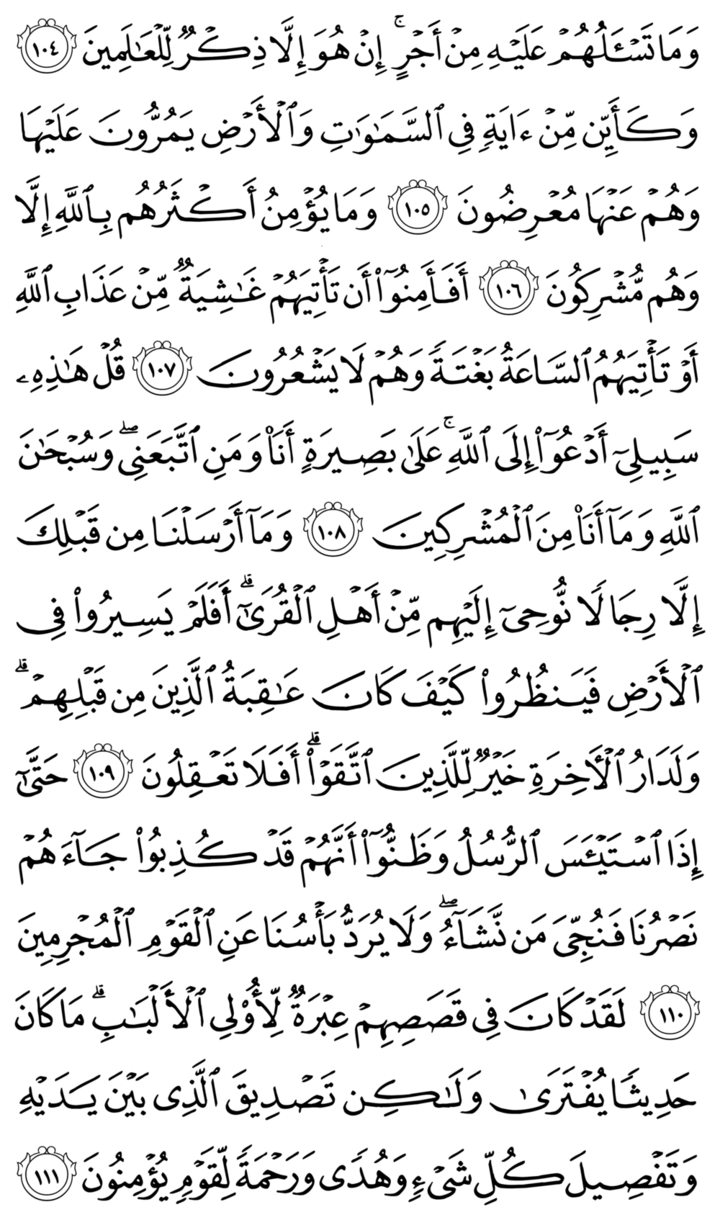 وَمَا تَسْـَٔلُهُمْ عَلَيْهِ مِنْ أَجْرٍ ۚ إِنْ هُوَ إِلَّا ذِكْرٌ لِّلْعَٰلَمِينَ ١٠٤
وَكَأَيِّن مِّنْ ءَايَةٍ فِى ٱلسَّمَٰوَٰتِ وَٱلْأَرْضِ يَمُرُّونَ عَلَيْهَا
وَهُمْ عَنْهَا مُعْرِضُونَ ١٠٥ وَمَا يُؤْمِنُ أَكْثَرُهُم بِٱللَّهِ إِلَّا
وَهُم مُّشْرِكُونَ ١٠٦ أَفَأَمِنُوٓا۟ أَن تَأْتِيَهُمْ غَٰشِيَةٌ مِّنْ عَذَابِ ٱللَّهِ
أَوْ تَأْتِيَهُمُ ٱلسَّاعَةُ بَغْتَةً وَهُمْ لَا يَشْعُرُونَ ١٠٧ قُلْ هَٰذِهِۦ
سَبِيلِىٓ أَدْعُوٓا۟ إِلَى ٱللَّهِ ۚ عَلَىٰ بَصِيرَةٍ أَنَا۠ وَمَنِ ٱتَّبَعَنِى ۖ وَسُبْحَٰنَ
ٱللَّهِ وَمَآ أَنَا۠ مِنَ ٱلْمُشْرِكِينَ ١٠٨ وَمَآ أَرْسَلْنَا مِن قَبْلِكَ
إِلَّا رِجَالًا نُّوحِىٓ إِلَيْهِم مِّنْ أَهْلِ ٱلْقُرَىٰٓ ۗ أَفَلَمْ يَسِيرُوا۟ فِى
ٱلْأَرْضِ فَيَنظُرُوا۟ كَيْفَ كَانَ عَٰقِبَةُ ٱلَّذِينَ مِن قَبْلِهِمْ ۗ
وَلَدَارُ ٱلْءَاخِرَةِ خَيْرٌ لِّلَّذِينَ ٱتَّقَوْا۟ ۗ أَفَلَا تَعْقِلُونَ ١٠٩ حَتَّىٰٓ
إِذَا ٱسْتَيْـَٔسَ ٱلرُّسُلُ وَظَنُّوٓا۟ أَنَّهُمْ قَدْ كُذِبُوا۟ جَآءَهُمْ
نَصْرُنَا فَنُجِّىَ مَن نَّشَآءُ ۖ وَلَا يُرَدُّ بَأْسُنَا عَنِ ٱلْقَوْمِ ٱلْمُجْرِمِينَ
١١٠ لَقَدْ كَانَ فِى قَصَصِهِمْ عِبْرَةٌ لِّأُو۟لِى ٱلْأَلْبَٰبِ ۗ مَا كَانَ
حَدِيثًا يُفْتَرَىٰ وَلَٰكِن تَصْدِيقَ ٱلَّذِى بَيْنَ يَدَيْهِ
وَتَفْصِيلَ كُلِّ شَىْءٍ وَهُدًى وَرَحْمَةً لِّقَوْمٍ يُؤْمِنُونَ ١١١